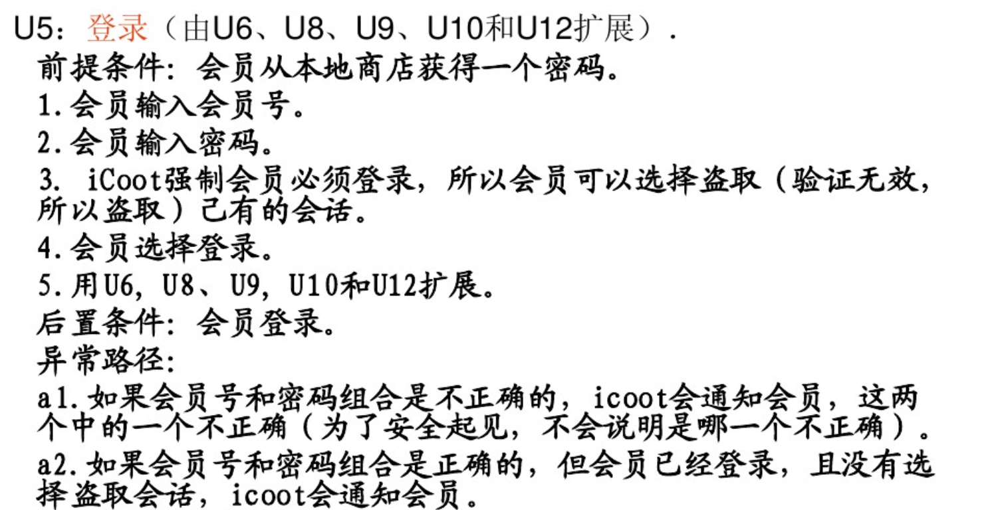 U5：登录（由U6、U8、U9、U10和U12扩展）.
前提条件：会员从本地商店获得一个密码。
1.会员输入会员号。
2.会员输入密码。
3. iCoot强制会员必须登录，所以会员可以选择盗取（验证无效，
所以盗取）己有的会话。
4.会员选择登录。
5.用U6, U8、U9, U10和U12扩展。
后置条件：会员登录。
异常路径：
a1.如果会员号和密码组合是不正确的，icoot会通知会员，这两
个中的一个不正确（为了安全起见，不会说明是哪一个不正确）。
a2.如果会员号和密码组合是正确的，但会员已经登录，且没有选
择盗取会话，icoot会通知会员。